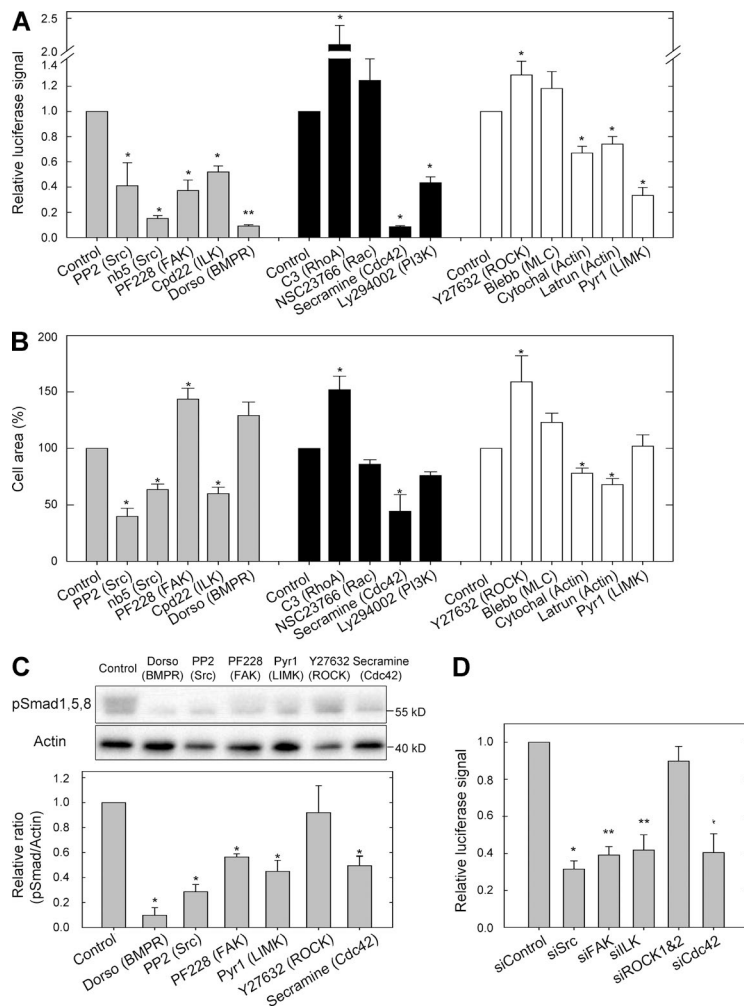 A
Relative luciferase signal
2.5
2.0
1.4
1.2
1.0
0.8
0.6
0.4
0.2
0.0
* * * * **
* * *
* * * *
Control
PP2 (Src)
nb5 (Src)
PF228 (FAK)
Cpd22 (ILK)
Dorso (BMPR)
Control
C3 (RhoA)
NSC23766 (Rac)
Secramine (Cdc42)
Ly294002 (PI3K)
Control
Y27632 (ROCK)
Blebb (MLC)
Cytochal (Actin)
Latrun (Actin)
Pyr1 (LIMK)
B
Cell area (%)
200
150
100
50
0
* * * *
* *
* * *
Control
PP2 (Src)
nb5 (Src)
PF228 (FAK)
Cpd22 (ILK)
Dorso (BMPR)
Control
C3 (RhoA)
NSC23766 (Rac)
Secramine (Cdc42)
Ly294002 (PI3K)
Control
Y27632 (ROCK)
Blebb (MLC)
Cytochal (Actin)
Latrun (Actin)
Pyr1 (LIMK)
C
Control
Dorso (BMPR)
PP2 (Src)
PF228 (FAK)
Pyr1 (LIMK)
Y27632 (ROCK)
Secramine (Cdc42)
pSmad1,5,8
55 kD
Actin
40 kD
Relative ratio
(pSmad/Actin)
1.2
1.0
0.8
0.6
0.4
0.2
0.0
* * * * *
Control
Dorso (BMPR)
PP2 (Src)
PF228 (FAK)
Pyr1 (LIMK)
Y27632 (ROCK)
Secramine (Cdc42)
D
Relative luciferase signal
1.0
0.8
0.6
0.4
0.2
0.0
* ** ** *
siControl
siSrc
siFAK
siILK
siROCK1&2
siCdc42